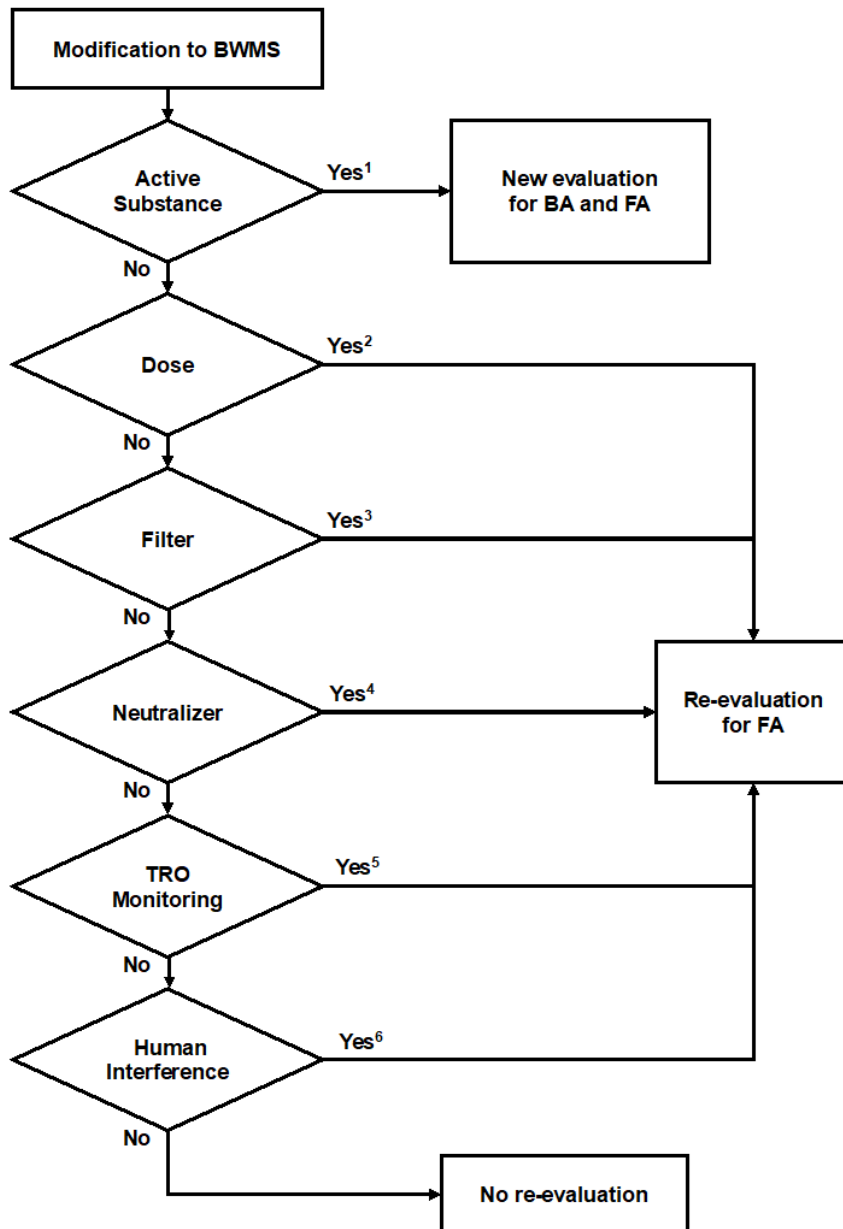 Modification to BWMS
Active
Substance
Yes¹
New evaluation
for BA and FA
No
Dose
Yes²
No
Filter
Yes³
No
Neutralizer
Yes⁴
Re-evaluation
for FA
No
TRO
Monitoring
Yes⁵
No
Human
Interference
Yes⁶
No
No re-evaluation